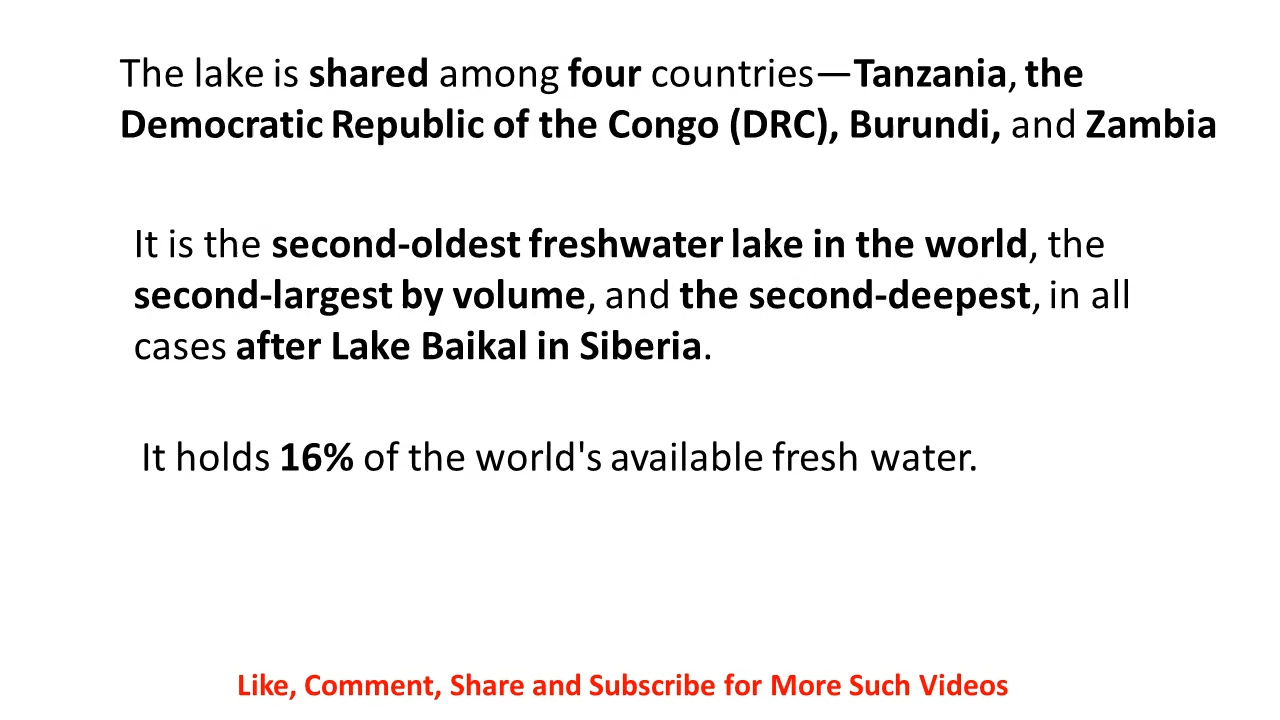 The lake is shared among four countries—Tanzania, the
Democratic Republic of the Congo (DRC), Burundi, and Zambia
It is the second-oldest freshwater lake in the world, the
second-largest by volume, and the second-deepest, in all
cases after Lake Baikal in Siberia.
It holds 16% of the world's available fresh water.
Like, Comment, Share and Subscribe for More Such Videos